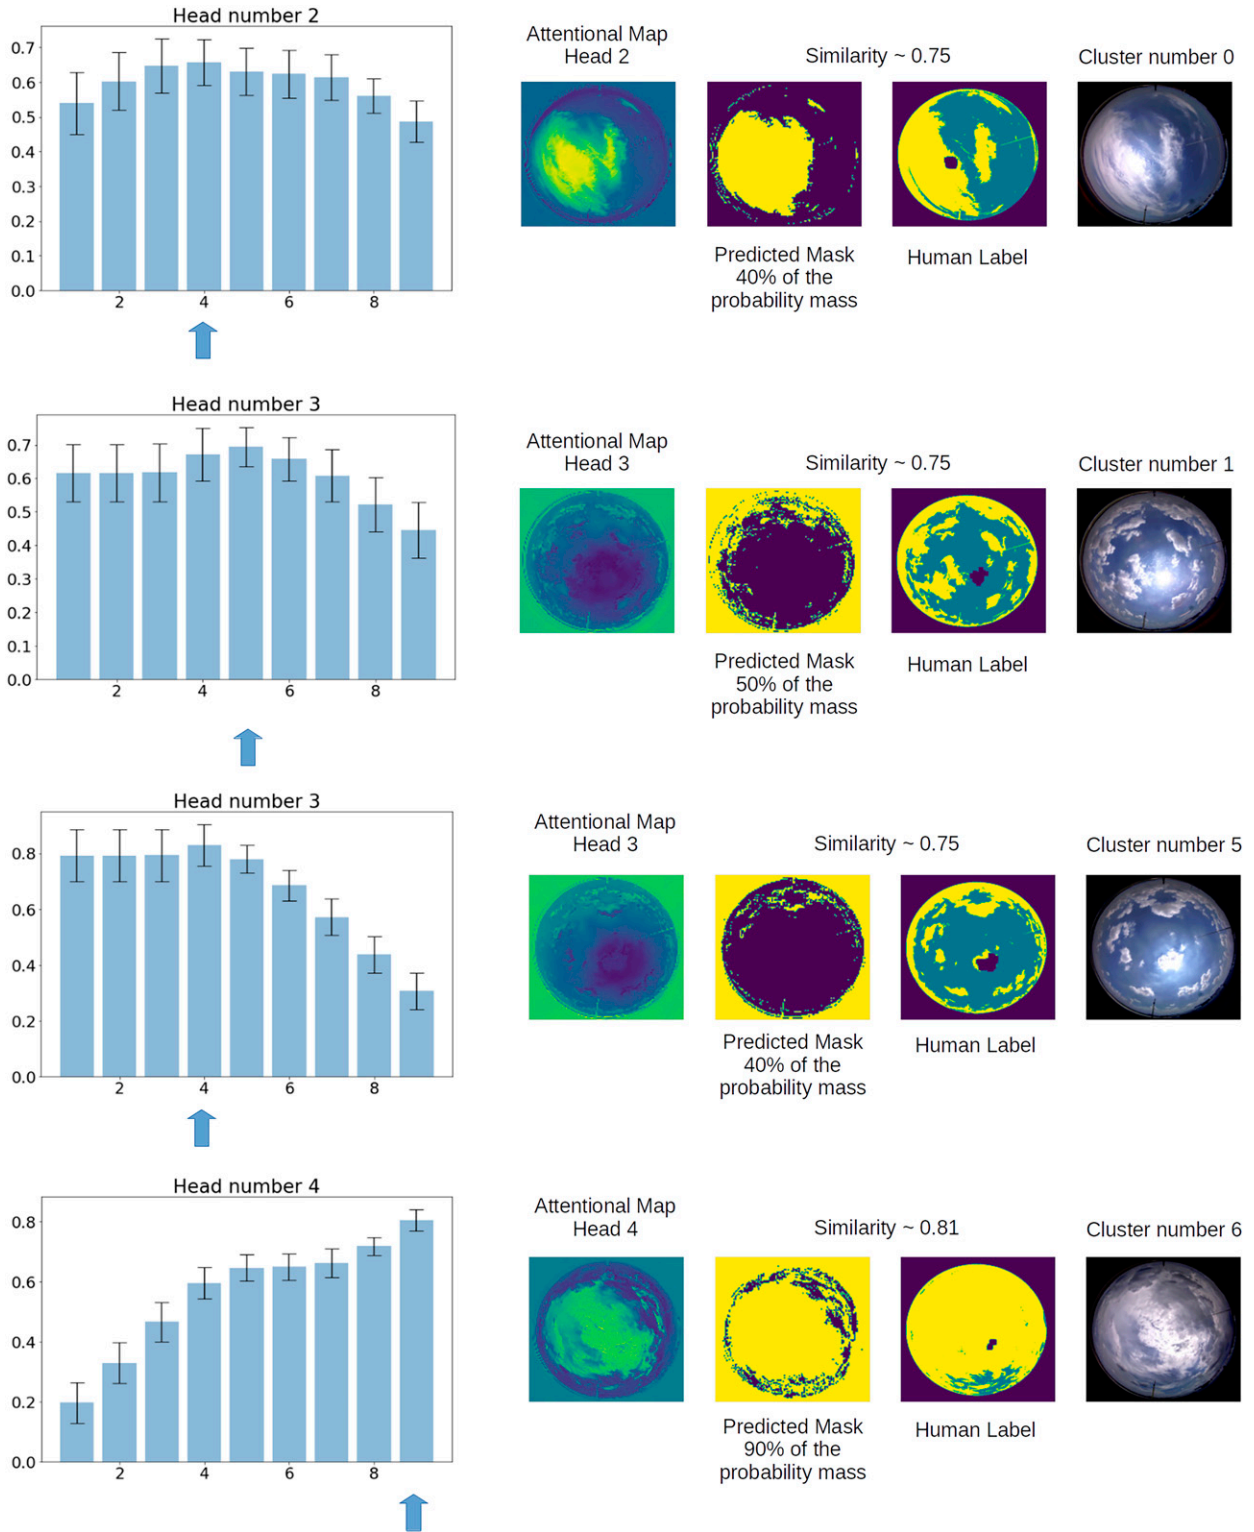 Head number 2
0.7
0.6
0.5
0.4
0.3
0.2
0.1
0.0
2 4 6 8
Attentional Map
Head 2
Similarity ~ 0.75
Cluster number 0
Predicted Mask
40% of the
probability mass
Human Label
Head number 3
0.7
0.6
0.5
0.4
0.3
0.2
0.1
0.0
2 4 6 8
Attentional Map
Head 3
Similarity ~ 0.75
Cluster number 1
Predicted Mask
50% of the
probability mass
Human Label
Head number 3
0.8
0.6
0.4
0.2
0.0
2 4 6 8
Attentional Map
Head 3
Similarity ~ 0.75
Cluster number 5
Predicted Mask
40% of the
probability mass
Human Label
Head number 4
0.8
0.6
0.4
0.2
0.0
2 4 6 8
Attentional Map
Head 4
Similarity ~ 0.81
Cluster number 6
Predicted Mask
90% of the
probability mass
Human Label